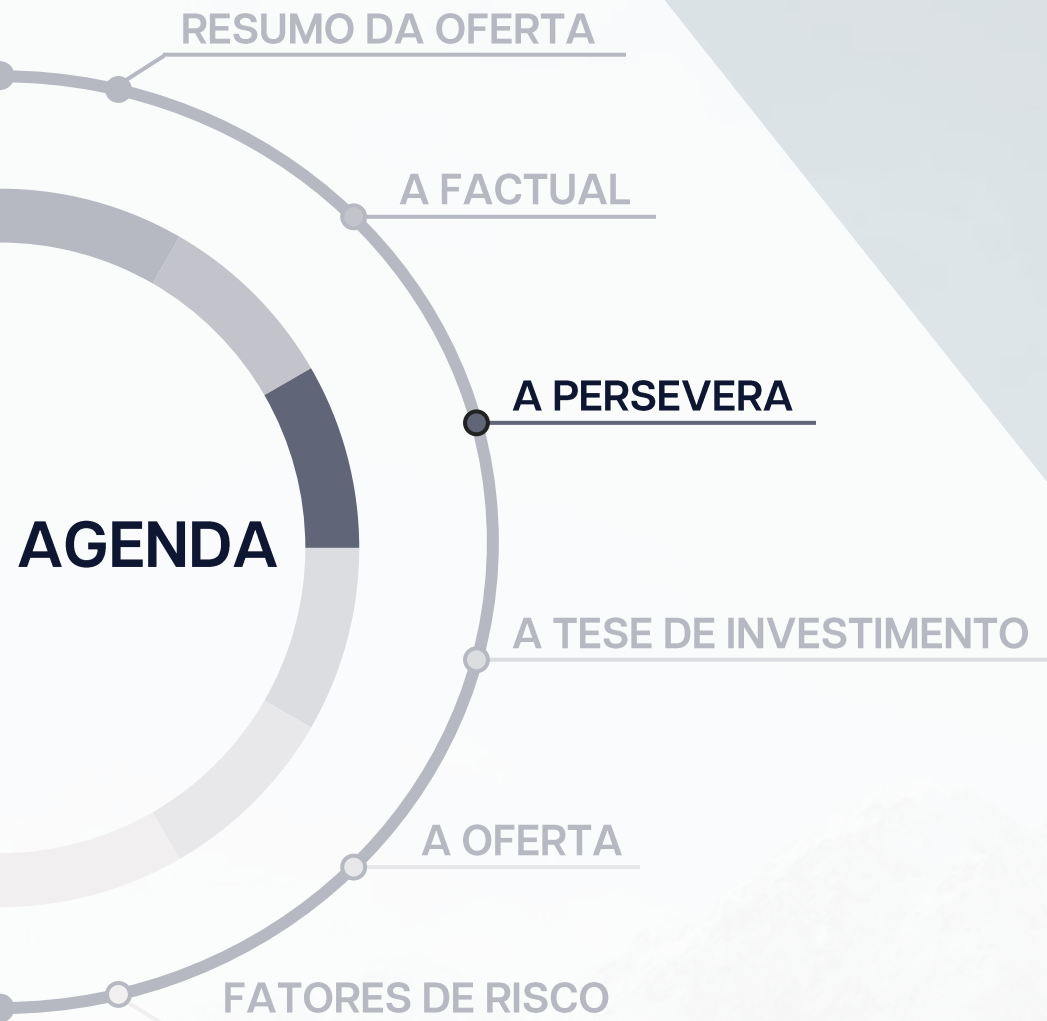 RESUMO DA OFERTA
A FACTUAL
A PERSEVERA
AGENDA
A TESE DE INVESTIMENTO
A OFERTA
FATORES DE RISCO